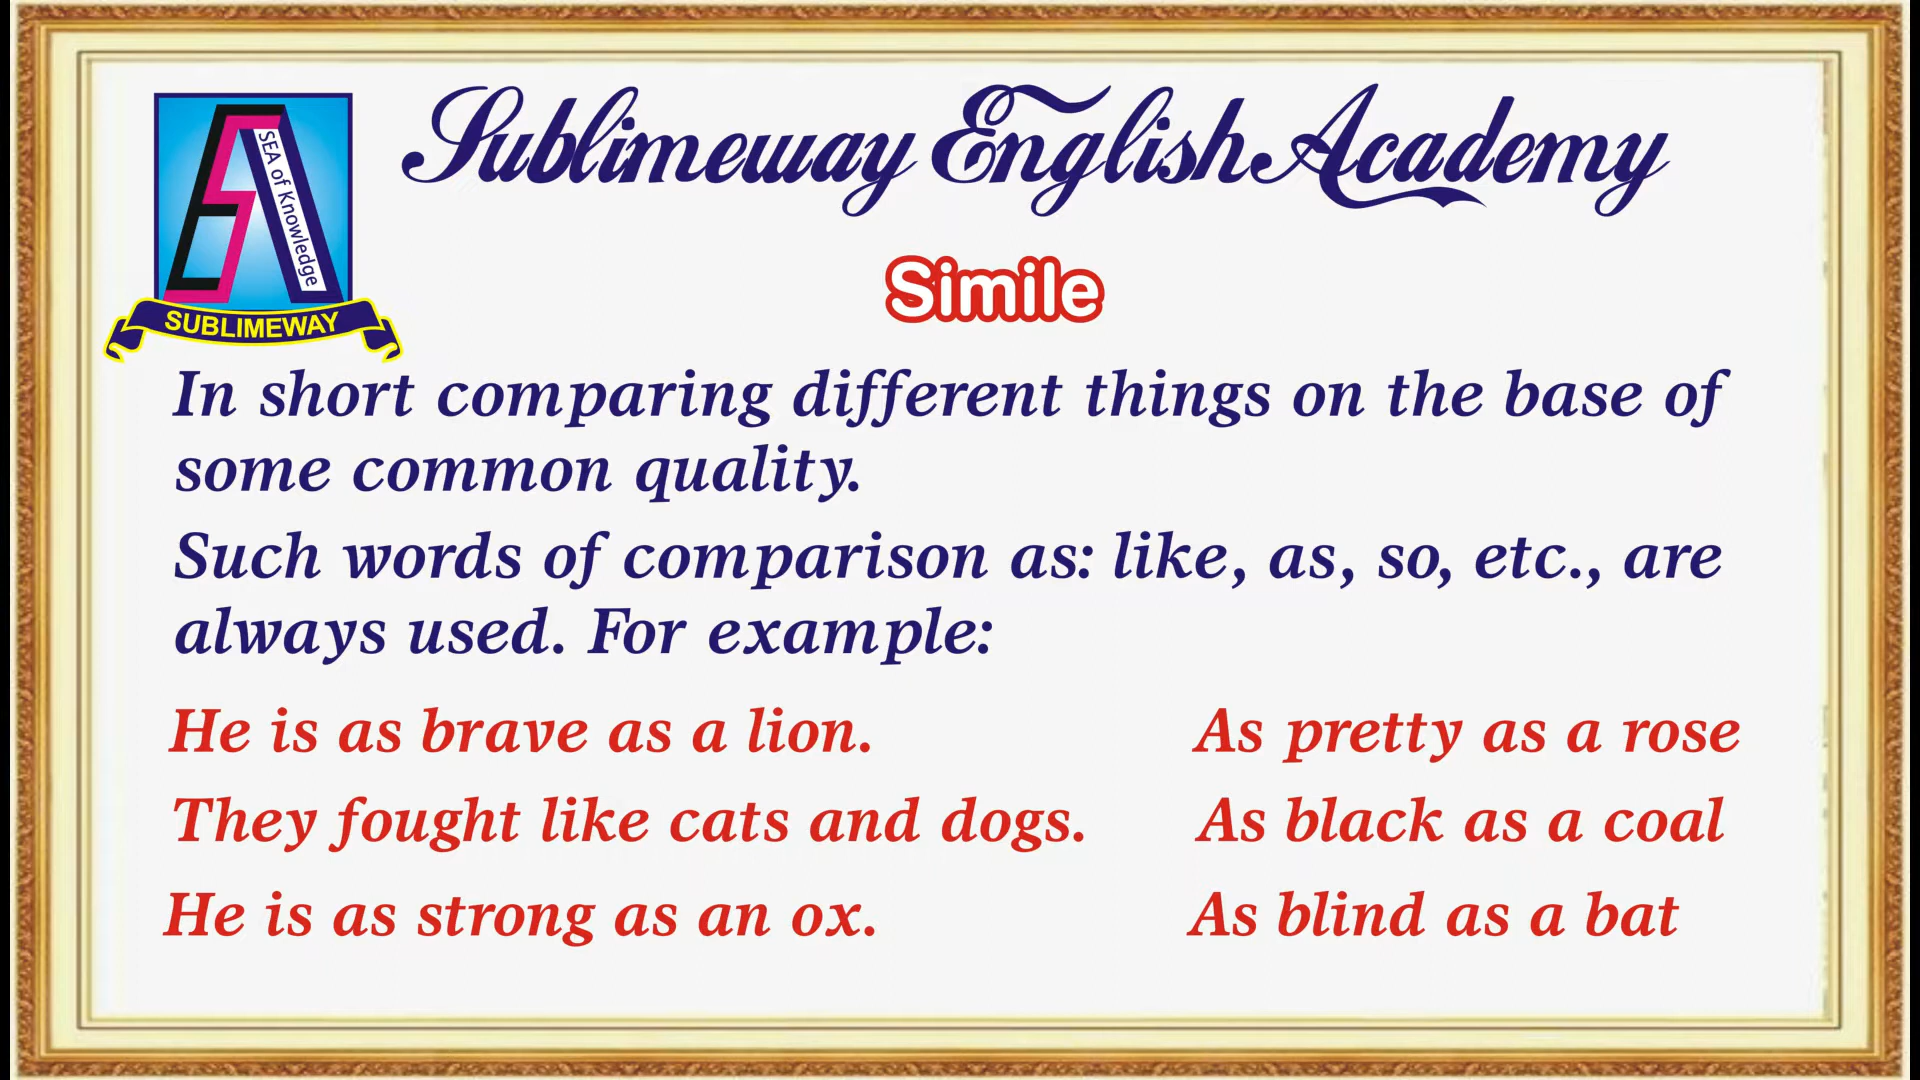 Sublimeway English Academy
SEA of Knowledge
SUBLIMEWAY
Simile
In short comparing different things on the base of
some common quality.
Such words of comparison as: like, as, so, etc., are
always used. For example:
He is as brave as a lion.
As pretty as a rose
They fought like cats and dogs.
As black as a coal
He is as strong as an ox.
As blind as a bat